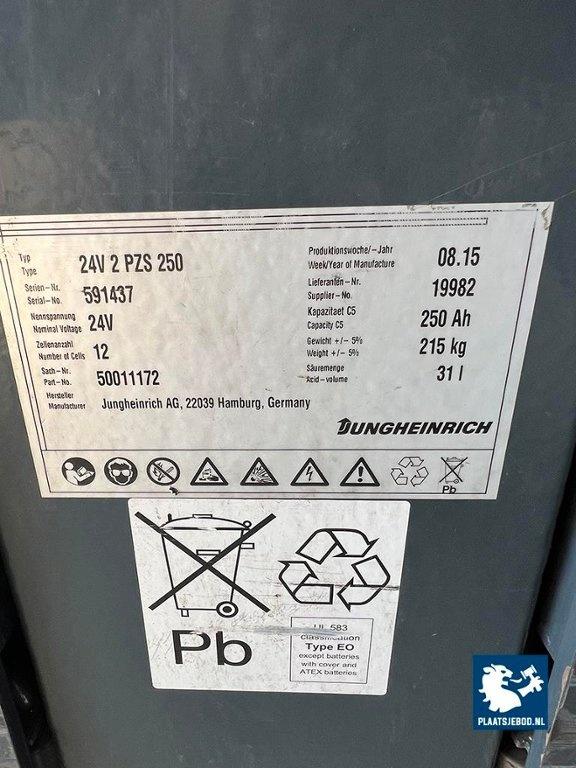 Typ
Type
24V 2 PZS 250
Serien-Nr.
Serial-No.
591437
Nennspannung
Nominal Voltage
24V
Zellenanzahl
Number of Cells
12
Sach-Nr.
Part-No.
50011172
Hersteller
Manufacturer
Jungheinrich AG, 22039 Hamburg, Germany
Produktionswoche/-Jahr
Week/Year of Manufacture
08.15
Lieferanten-Nr.
Supplier-No.
19982
Kapazitaet C5
Capacity C5
250 Ah
Gewicht +/- 5%
Weight +/- 5%
215 kg
Säuremenge
Acid-volume
31 l
JUNGHEINRICH
Pb
Pb
UL 583
classification
Type EO
except batteries
with cover and
ATEX batteries
PLAATSJEBOD.NL